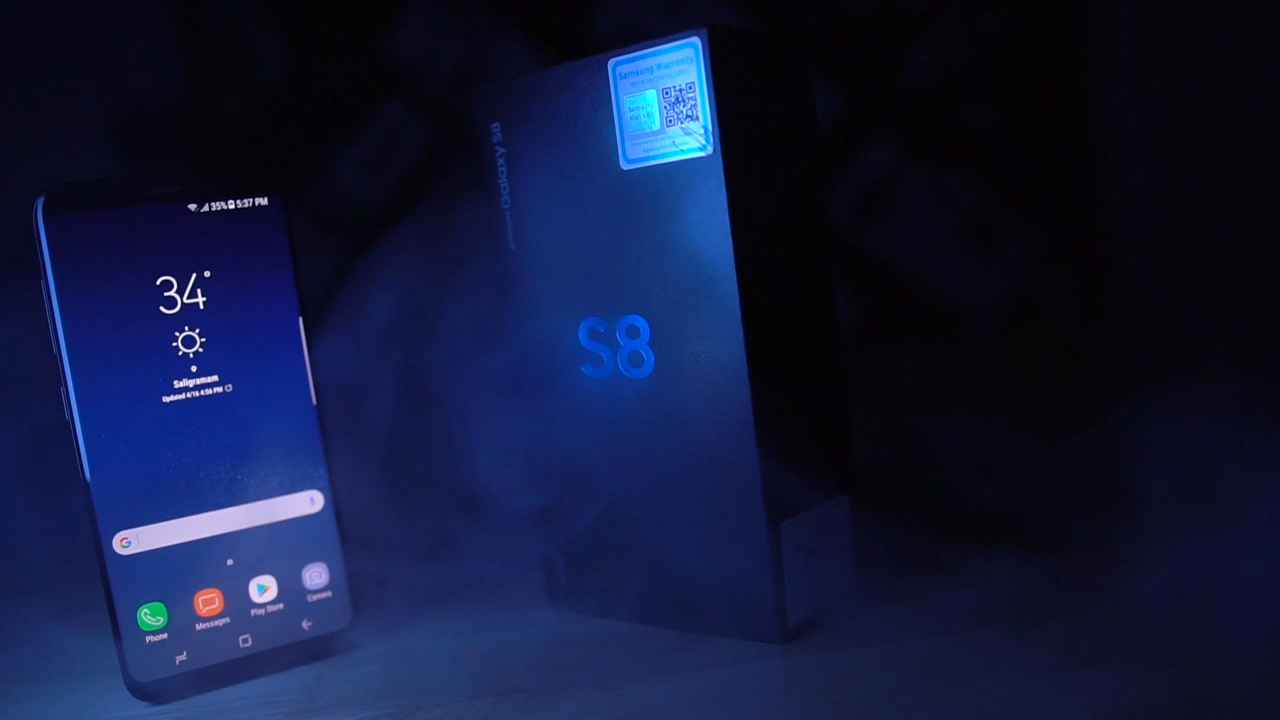 35% 5:37 PM
34°
Saligramam
Updated 4/16 4:56 PM
G
Phone
Messages
Play Store
Camera
Galaxy S8
S8
Samsung Warranty